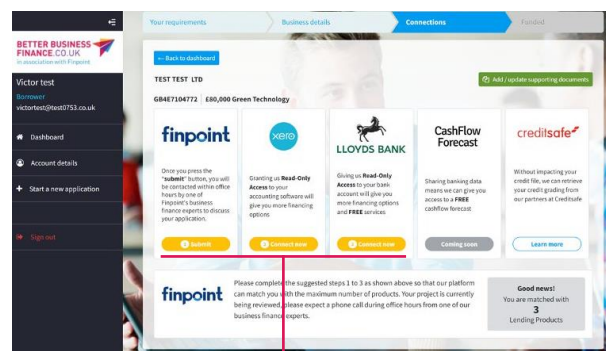 Your requirements
Business details
Connections
Funded
BETTER BUSINESS
FINANCE.CO.UK
in association with Finpoint
Victor test
Borrower
victortest@test0753.co.uk
Dashboard
Account details
+ Start a new application
Sign out
← Back to dashboard
TEST TEST LTD
Add / update supporting documents
GB4E7104772 | £80,000 Green Technology
finpoint
Once you press the
"submit" button, you will
be contacted within office
hours by one of
Finpoint's business
finance experts to discuss
your application.
1 Submit
xero
Granting us Read-Only
Access to your
accounting software will
give you more financing
options
2 Connect now
LLOYDS BANK
Giving us Read-Only
Access to your bank
account will give you
more financing options
and FREE services
3 Connect now
CashFlow
Forecast
Sharing banking data
means we can give you
access to a FREE
cashflow forecast
Coming soon
creditsafe
Without impacting your
credit file, we can retrieve
your credit grading from
our partners at Creditsafe
Learn more
finpoint
Please complete the suggested steps 1 to 3 as shown above so that our platform
can match you with the maximum number of products. Your project is currently
being reviewed, please expect a phone call during office hours from one of our
business finance experts.
Good news!
You are matched with
3
Lending Products